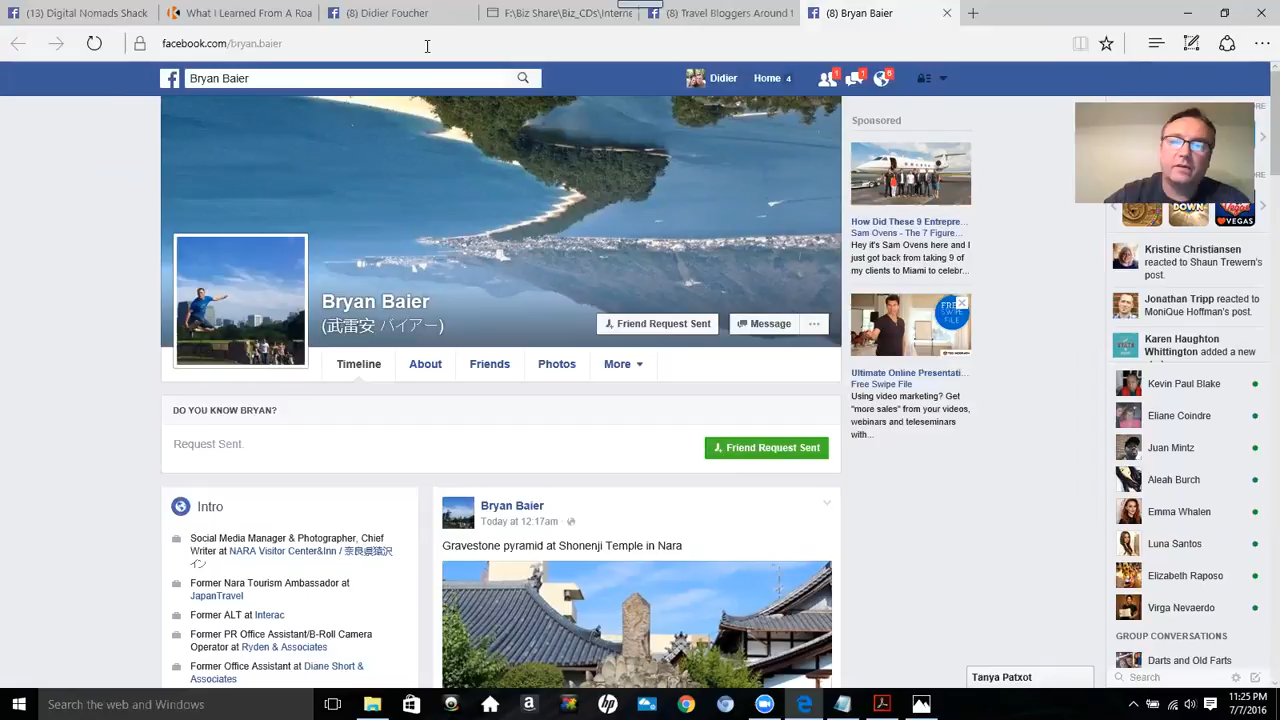 (13) Digital Nomads Snack
What I Learned From A Roa
(8) Didier Foucher
F:\Biz Share\Biz_CDs\Interne
(8) Travel Bloggers Around t
(8) Bryan Baier
facebook.com/bryan.baier
Bryan Baier
Didier
Home 4
1
1
6
Bryan Baier
(武雷安 バイアー)
Friend Request Sent
Message
Timeline
About
Friends
Photos
More
DO YOU KNOW BRYAN?
Request Sent.
Friend Request Sent
Intro
Social Media Manager & Photographer, Chief
Writer at NARA Visitor Center&Inn / 奈良県猿沢
イン
Former Nara Tourism Ambassador at
JapanTravel
Former ALT at Interac
Former PR Office Assistant/B-Roll Camera
Operator at Ryden & Associates
Former Office Assistant at Diane Short &
Associates
Bryan Baier
Today at 12:17am
Gravestone pyramid at Shonenji Temple in Nara
Sponsored
How Did These 9 Entrepre...
Sam Ovens - The 7 Figure...
Hey it's Sam Ovens here and I
just got back from taking 9 of
my clients to Miami to celebr...
FREE
SWIPE
FILE
Ultimate Online Presentati...
Free Swipe File
Using video marketing? Get
"more sales" from your videos,
webinars and teleseminars
with...
DOWN
VEGAS
Kristine Christiansen
reacted to Shaun Trewern's
post.
Jonathan Tripp reacted to
MoniQue Hoffman's post.
Karen Haughton
Whittington added a new
Kevin Paul Blake
Eliane Coindre
Juan Mintz
Aleah Burch
Emma Whalen
Luna Santos
Elizabeth Raposo
Virga Nevaerdo
GROUP CONVERSATIONS
Darts and Old Farts
Tanya Patxot
Search
Search the web and Windows
11:25 PM
7/7/2016